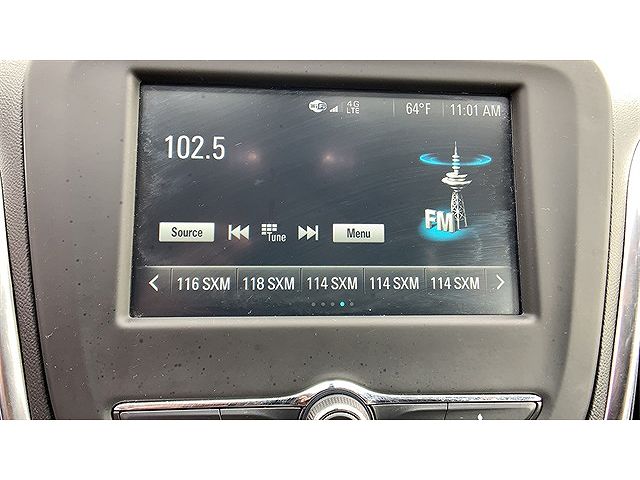 WiFi 4G LTE 64°F 11:01 AM
102.5
FM
Source Tune Menu
116 SXM 118 SXM 114 SXM 114 SXM 114 SXM